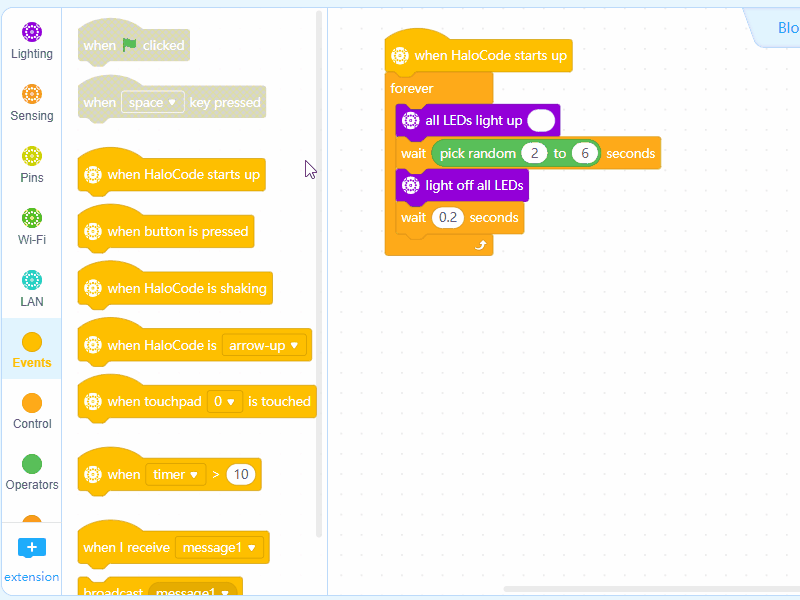 Lighting
Sensing
Pins
Wi-Fi
LAN
Events
Control
Operators
extension
when clicked
when space key pressed
when HaloCode starts up
when button is pressed
when HaloCode is shaking
when HaloCode is arrow-up
when touchpad 0 is touched
when timer > 10
when I receive message1
broadcast message1
when HaloCode starts up
forever
all LEDs light up
wait pick random 2 to 6 seconds
light off all LEDs
wait 0.2 seconds
Blo